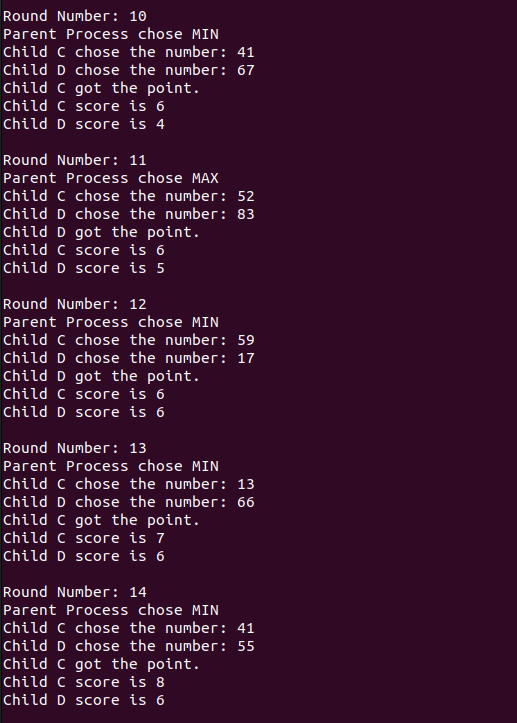 Round Number: 10
Parent Process chose MIN
Child C chose the number: 41
Child D chose the number: 67
Child C got the point.
Child C score is 6
Child D score is 4
Round Number: 11
Parent Process chose MAX
Child C chose the number: 52
Child D chose the number: 83
Child D got the point.
Child C score is 6
Child D score is 5
Round Number: 12
Parent Process chose MIN
Child C chose the number: 59
Child D chose the number: 17
Child D got the point.
Child C score is 6
Child D score is 6
Round Number: 13
Parent Process chose MIN
Child C chose the number: 13
Child D chose the number: 66
Child C got the point.
Child C score is 7
Child D score is 6
Round Number: 14
Parent Process chose MIN
Child C chose the number: 41
Child D chose the number: 55
Child C got the point.
Child C score is 8
Child D score is 6